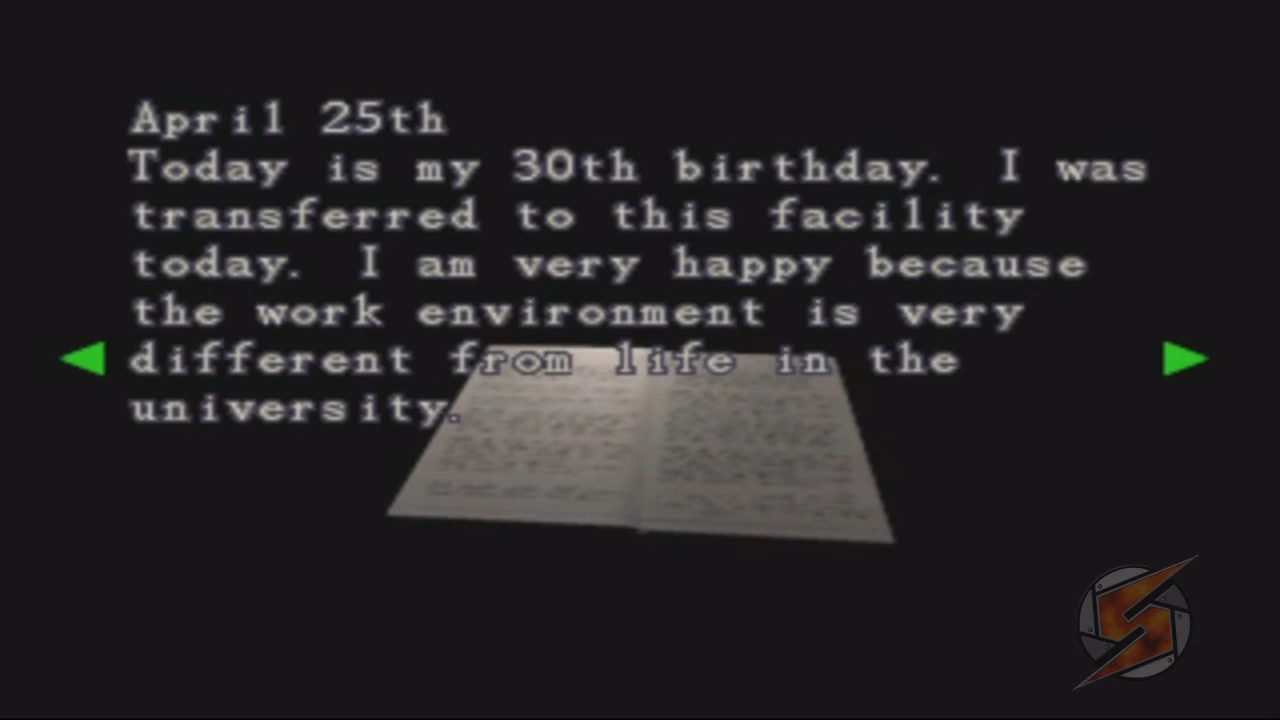 April 25th
Today is my 30th birthday. I was
transferred to this facility
today. I am very happy because
the work environment is very
different from life in the
university.